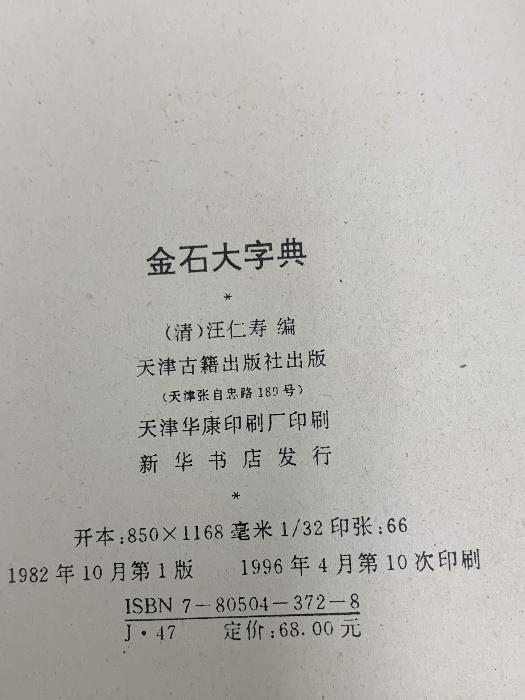 金石大字典
*
(清)汪仁寿 编
天津古籍出版社出版
(天津张自忠路189号)
天津华康印刷厂印刷
新华书店发行
*
开本:850×1168毫米1/32印张:66
1982年10月第1版 1996年4月第10次印刷
ISBN 7-80504-372-8
J·47 定价:68.00元